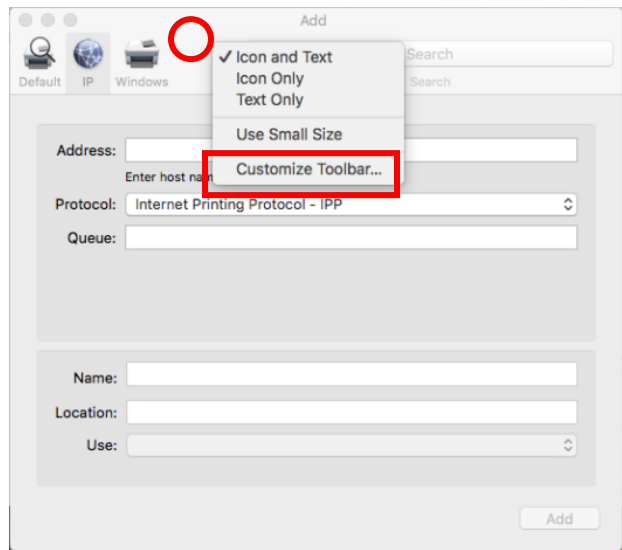 Add
Default IP Windows
Search
Search
✓ Icon and Text
Icon Only
Text Only
Use Small Size
Customize Toolbar...
Address:
Enter host nam
Protocol: Internet Printing Protocol - IPP
Queue:
Name:
Location:
Use:
Add